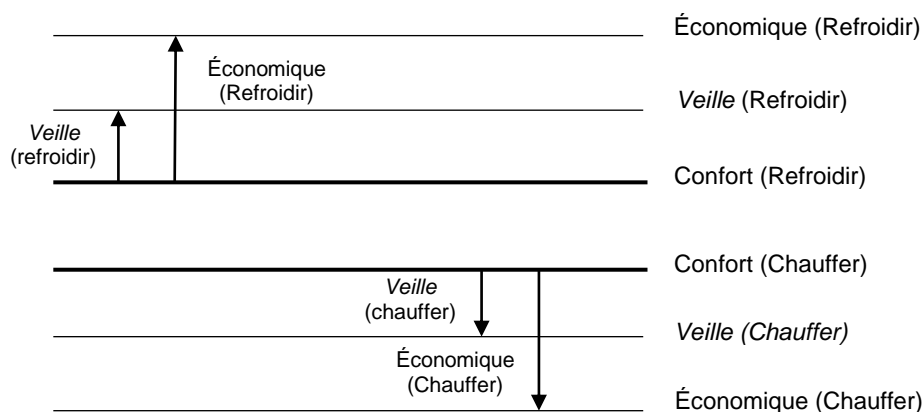 Économique (Refroidir)
Économique
(Refroidir)
Veille (Refroidir)
Veille
(refroidir)
Confort (Refroidir)
Confort (Chauffer)
Veille
(chauffer)
Veille (Chauffer)
Économique
(Chauffer)
Économique (Chauffer)